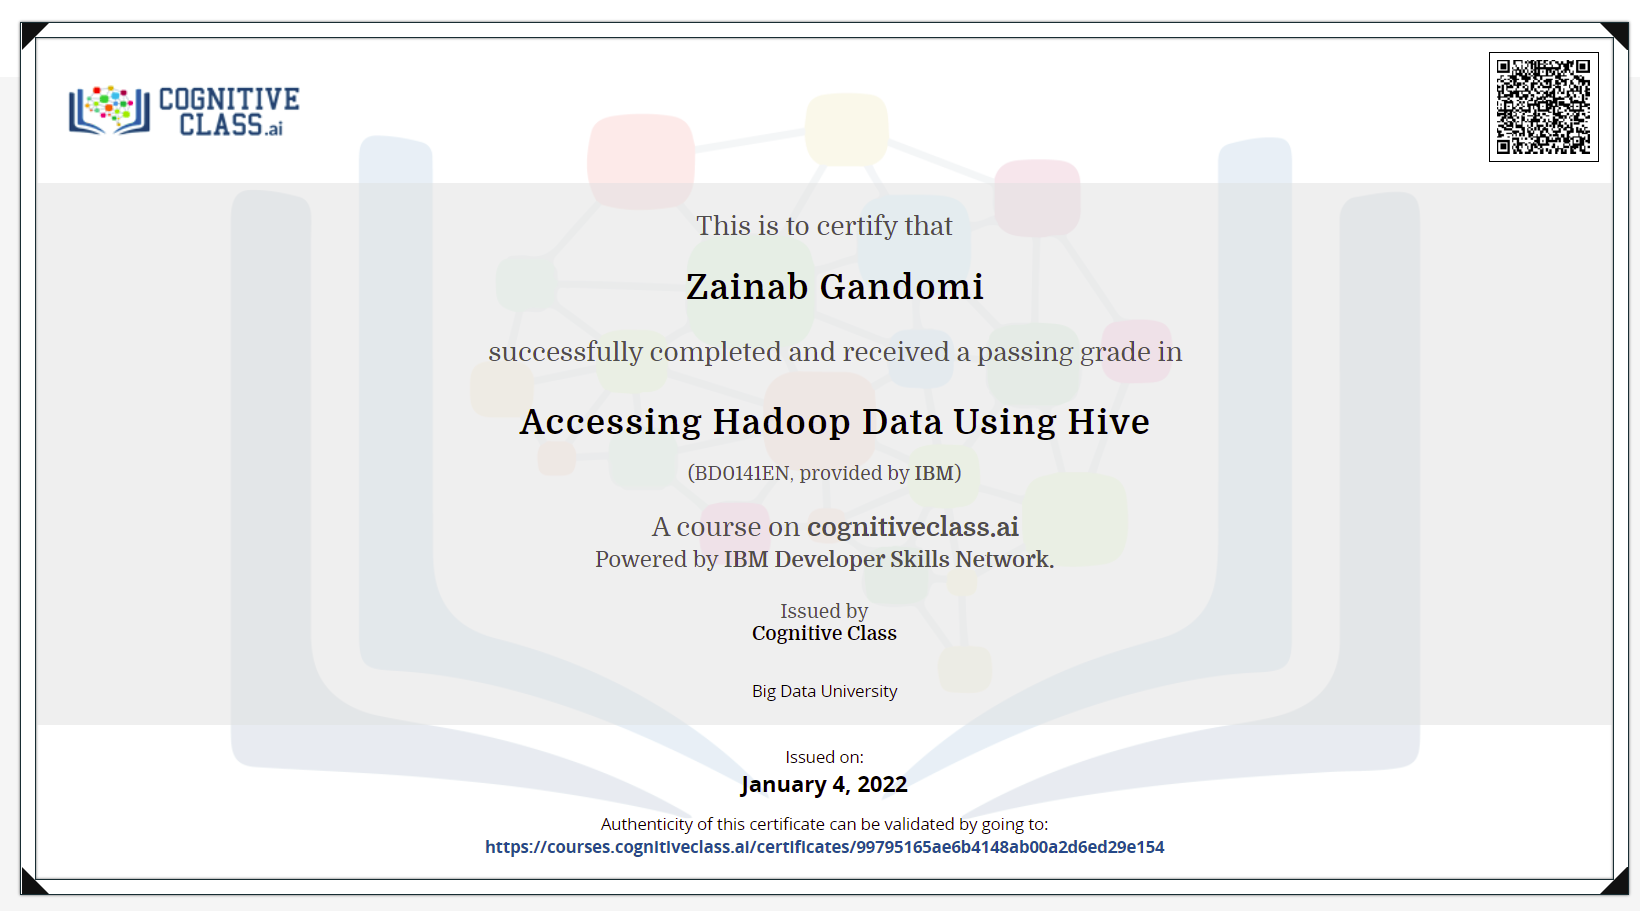 COGNITIVE
CLASS.ai
This is to certify that
Zainab Gandomi
successfully completed and received a passing grade in
Accessing Hadoop Data Using Hive
(BD0141EN, provided by IBM)
A course on cognitiveclass.ai
Powered by IBM Developer Skills Network.
Issued by
Cognitive Class
Big Data University
Issued on:
January 4, 2022
Authenticity of this certificate can be validated by going to:
https://courses.cognitiveclass.ai/certificates/99795165ae6b4148ab00a2d6ed29e154